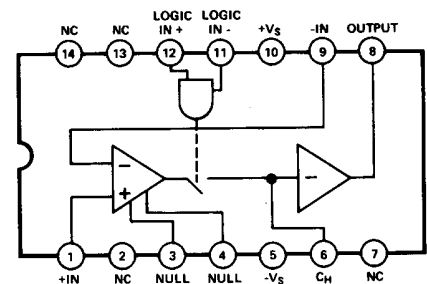 NC
NC
LOGIC
IN +
LOGIC
IN -
+VS
-IN
OUTPUT
14
13
12
11
10
9
8
−
+
−
1
2
3
4
5
6
7
+IN
NC
NULL
NULL
-VS
CH
NC